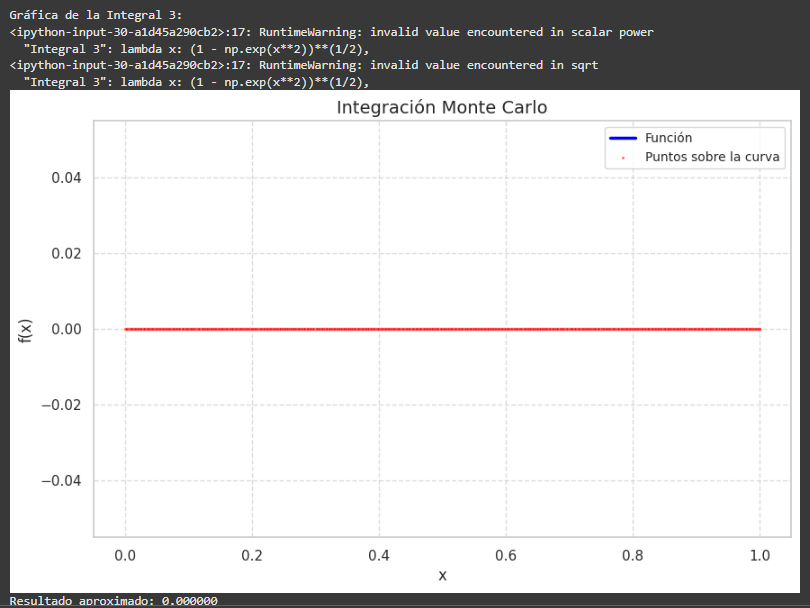 Gráfica de la Integral 3:
<ipython-input-30-a1d45a290cb2>:17: RuntimeWarning: invalid value encountered in scalar power
  "Integral 3": lambda x: (1 - np.exp(x**2))**(1/2),
<ipython-input-30-a1d45a290cb2>:17: RuntimeWarning: invalid value encountered in sqrt
  "Integral 3": lambda x: (1 - np.exp(x**2))**(1/2),
Integración Monte Carlo
Función
Puntos sobre la curva
0.04
0.02
0.00
−0.02
−0.04
f(x)
0.0 0.2 0.4 0.6 0.8 1.0
x
Resultado aproximado: 0.000000